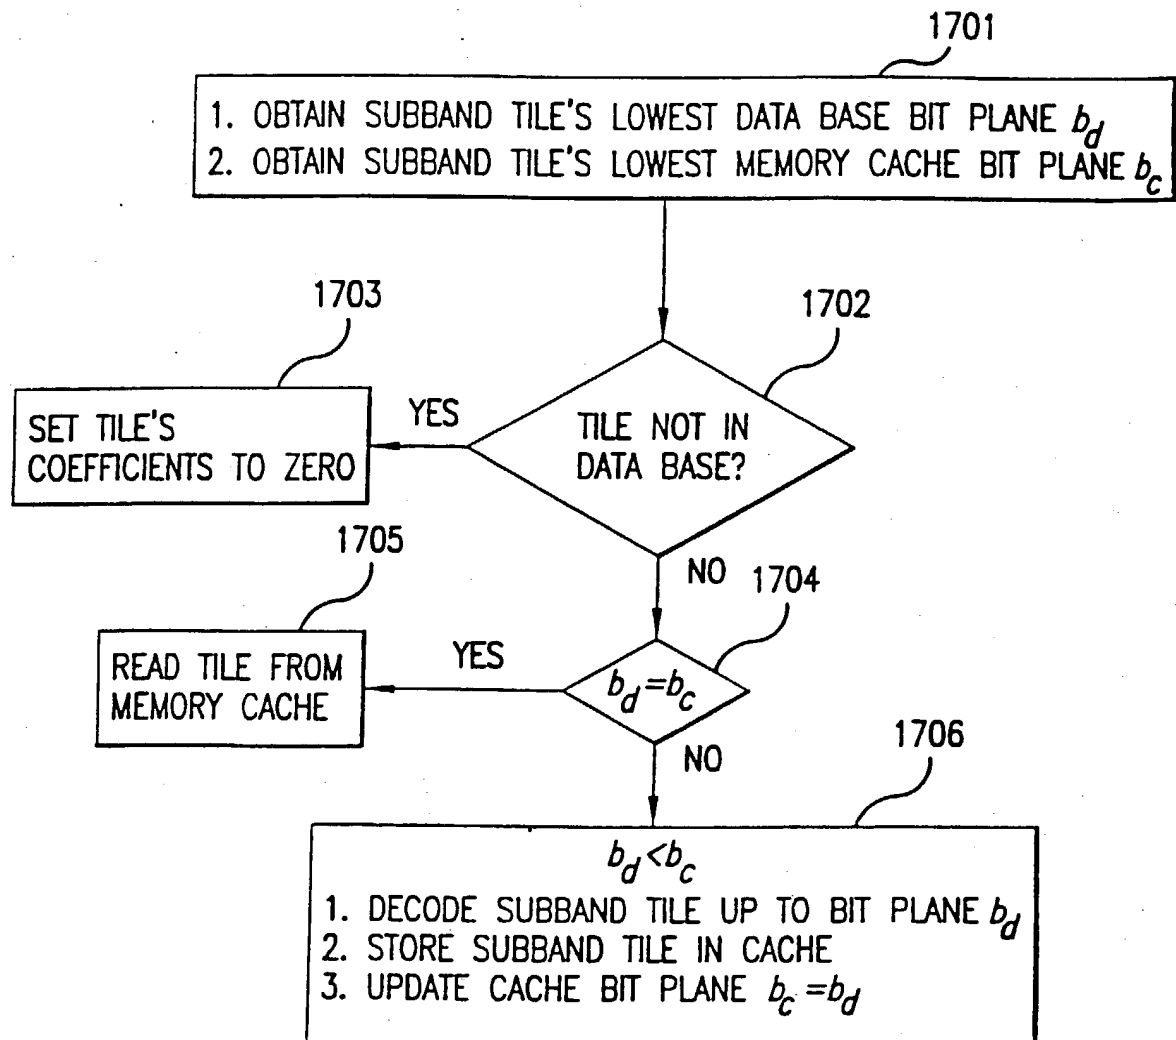 1701
1. OBTAIN SUBBAND TILE'S LOWEST DATA BASE BIT PLANE b_d
2. OBTAIN SUBBAND TILE'S LOWEST MEMORY CACHE BIT PLANE b_c
1703
1702
SET TILE'S
COEFFICIENTS TO ZERO
YES
TILE NOT IN
DATA BASE?
1705
NO
1704
READ TILE FROM
MEMORY CACHE
YES
b_d=b_c
NO
1706
b_d<b_c
1. DECODE SUBBAND TILE UP TO BIT PLANE b_d
2. STORE SUBBAND TILE IN CACHE
3. UPDATE CACHE BIT PLANE b_c=b_d